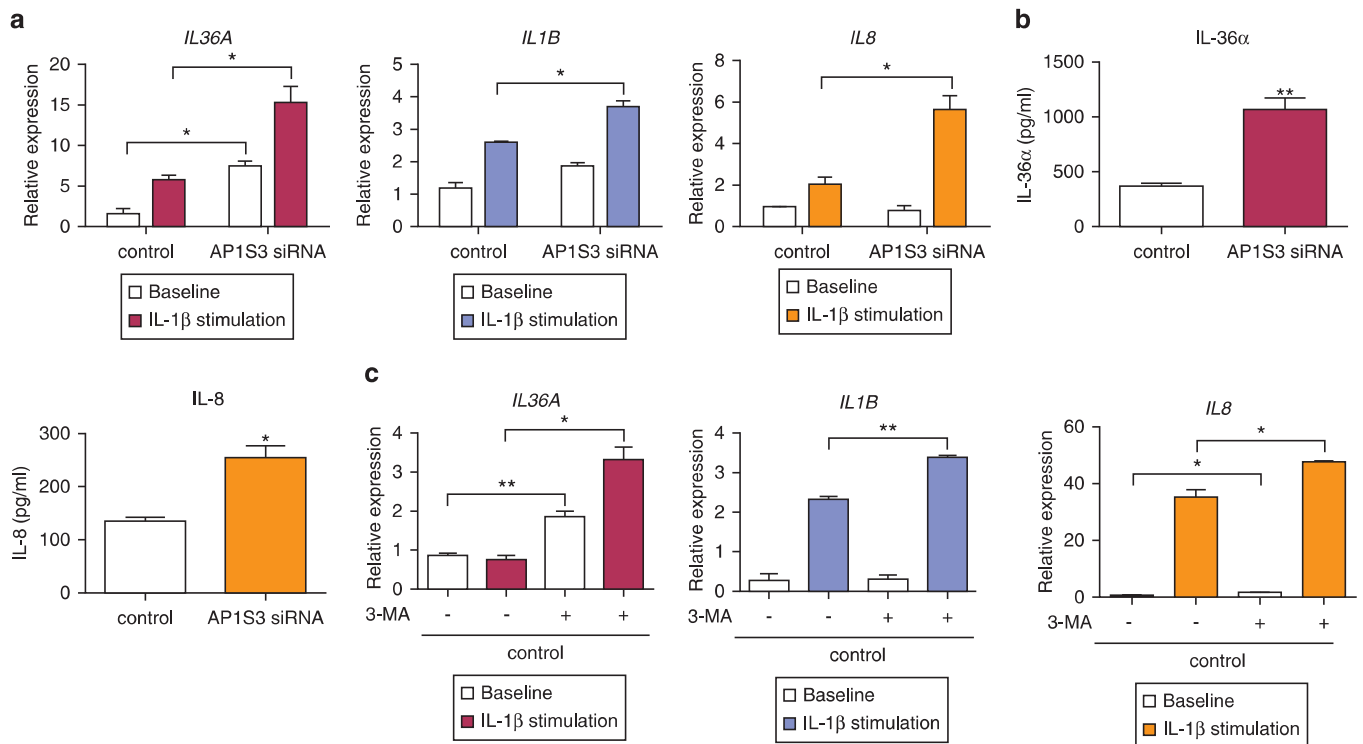 a
IL36A
Relative expression
20
15
10
5
0
*
*
control
AP1S3 siRNA
Baseline
IL-1β stimulation
IL1B
Relative expression
5
4
3
2
1
0
*
control
AP1S3 siRNA
Baseline
IL-1β stimulation
IL8
Relative expression
8
6
4
2
0
*
control
AP1S3 siRNA
Baseline
IL-1β stimulation
b
IL-36α
IL-36α (pg/ml)
1500
1000
500
0
**
control
AP1S3 siRNA
IL-8
IL-8 (pg/ml)
300
200
100
0
*
control
AP1S3 siRNA
c
IL36A
Relative expression
4
3
2
1
0
*
**
3-MA - - + +
control
Baseline
IL-1β stimulation
IL1B
Relative expression
4
3
2
1
0
**
3-MA - - + +
control
Baseline
IL-1β stimulation
IL8
Relative expression
60
40
20
0
*
*
3-MA - - + +
control
Baseline
IL-1β stimulation